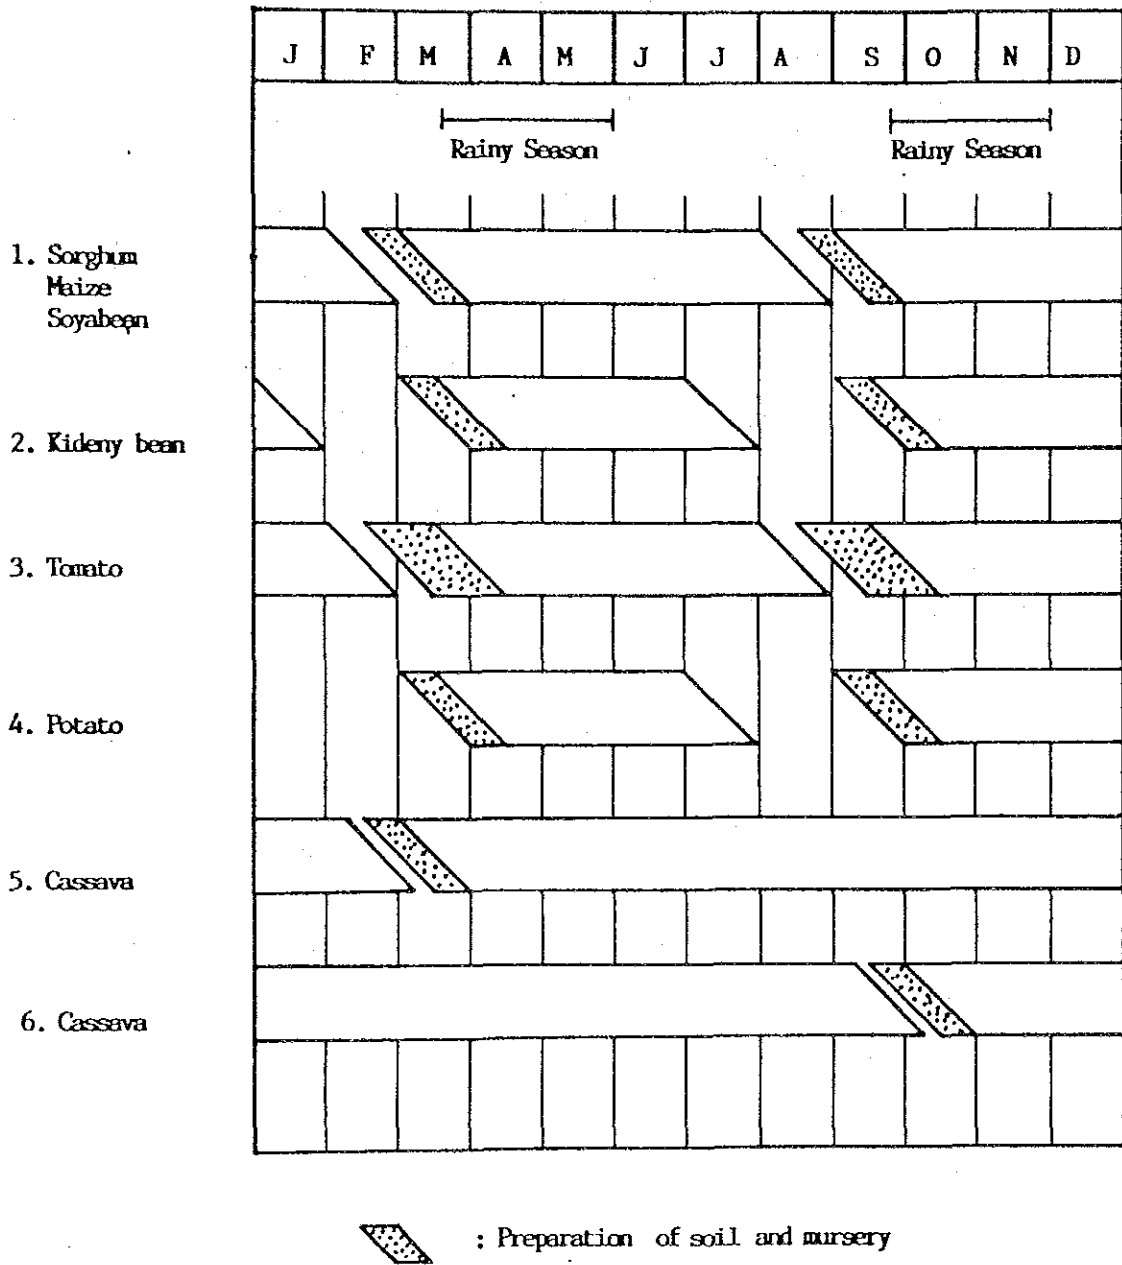 J F M A M J J A S O N D
Rainy Season Rainy Season
1. Sorghum
Maize
Soyabean
2. Kideny bean
3. Tomato
4. Potato
5. Cassava
6. Cassava
: Preparation of soil and mursery